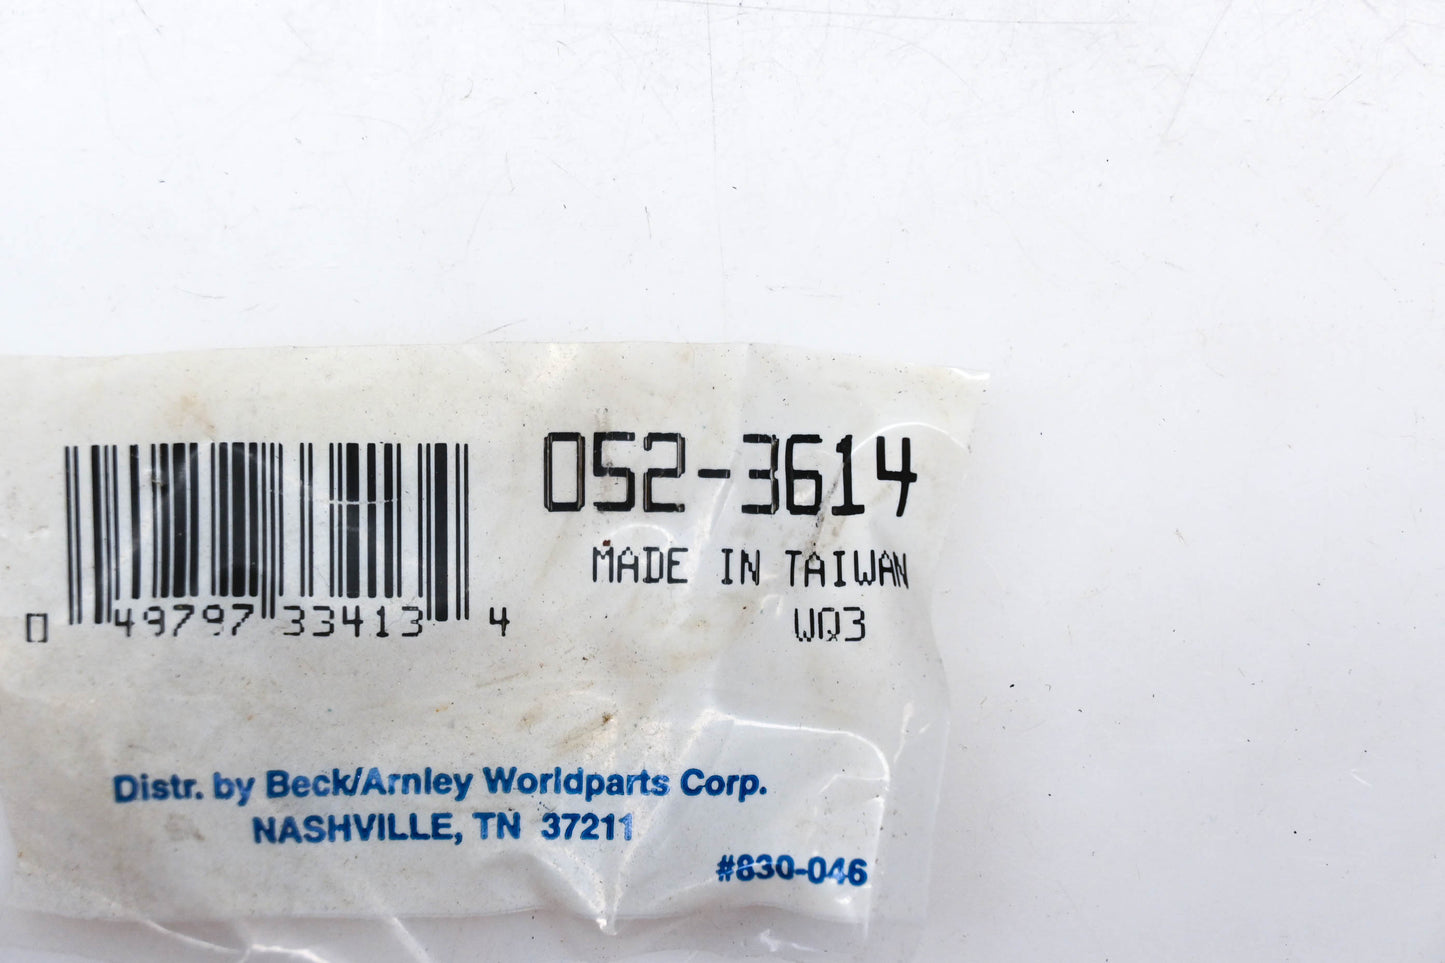 052-3614
MADE IN TAIWAN
WQ3
0 49797 33413 4
Distr. by Beck/Arnley Worldparts Corp.
NASHVILLE, TN 37211
#830-046